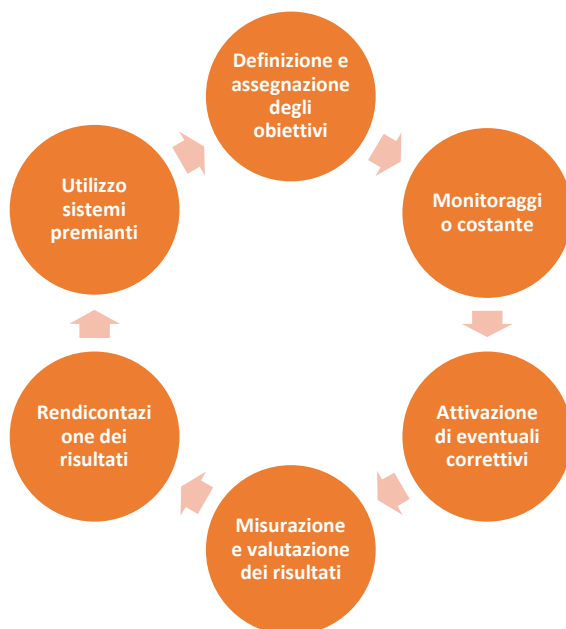 Definizione e
assegnazione
degli
obiettivi
Monitoraggi
o costante
Attivazione
di eventuali
correttivi
Misurazione
e valutazione
dei risultati
Rendicontazi
one dei
risultati
Utilizzo
sistemi
premianti